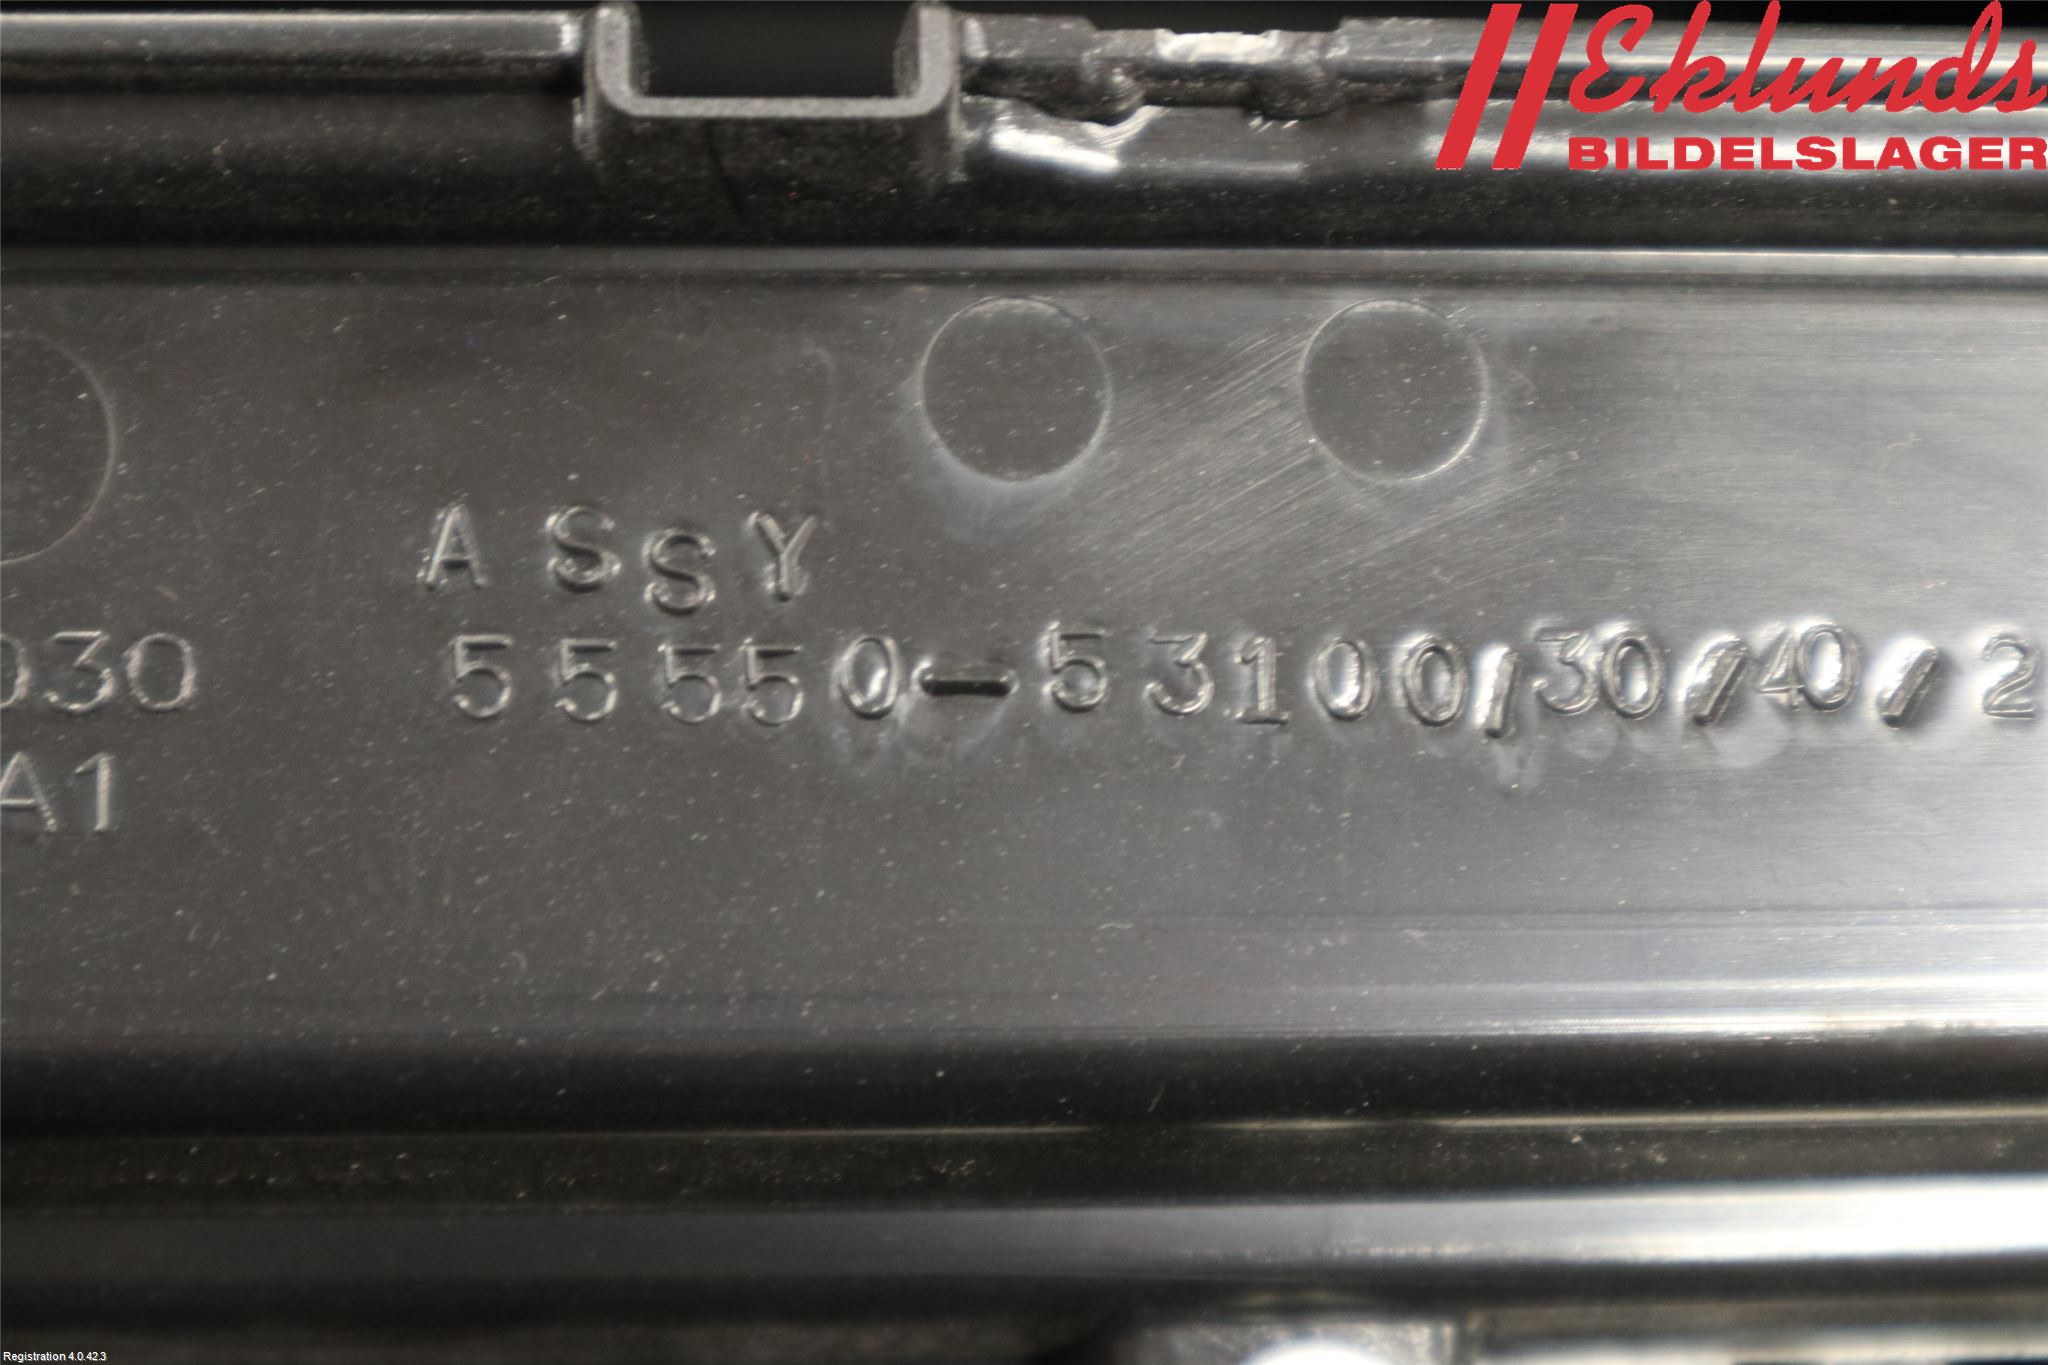 Eklunds
BILDELSLAGER
ASSY
030 55550-53100/30/40/2
A1
Registration 4.0.42.3